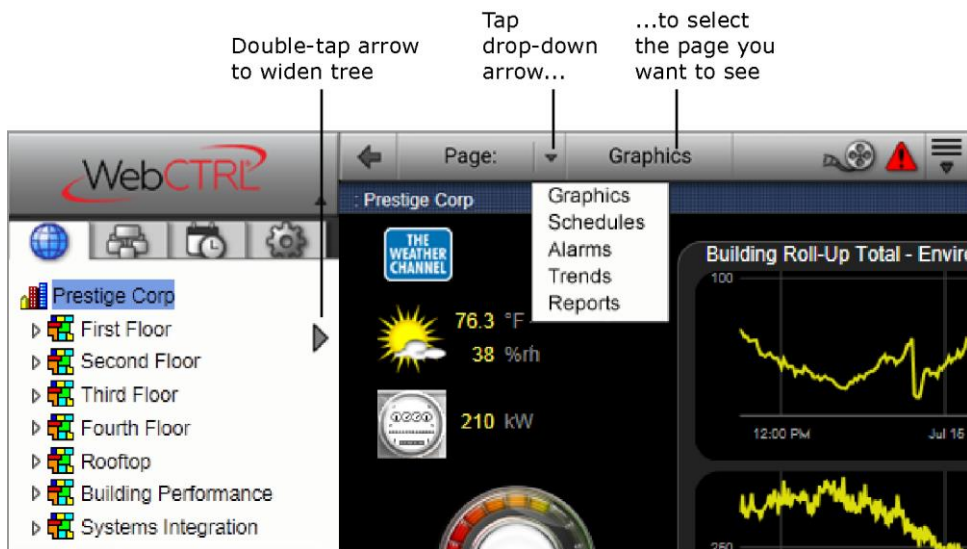 Double-tap arrow
to widen tree
Tap
drop-down
arrow...
...to select
the page you
want to see
WebCTRL®
Page:
Graphics
: Prestige Corp
Graphics
Schedules
Alarms
Trends
Reports
THE
WEATHER
CHANNEL
76.3 °F
38 %rh
210 kW
Prestige Corp
First Floor
Second Floor
Third Floor
Fourth Floor
Rooftop
Building Performance
Systems Integration
Building Roll-Up Total - Enviro
100
12:00 PM
Jul 16
250